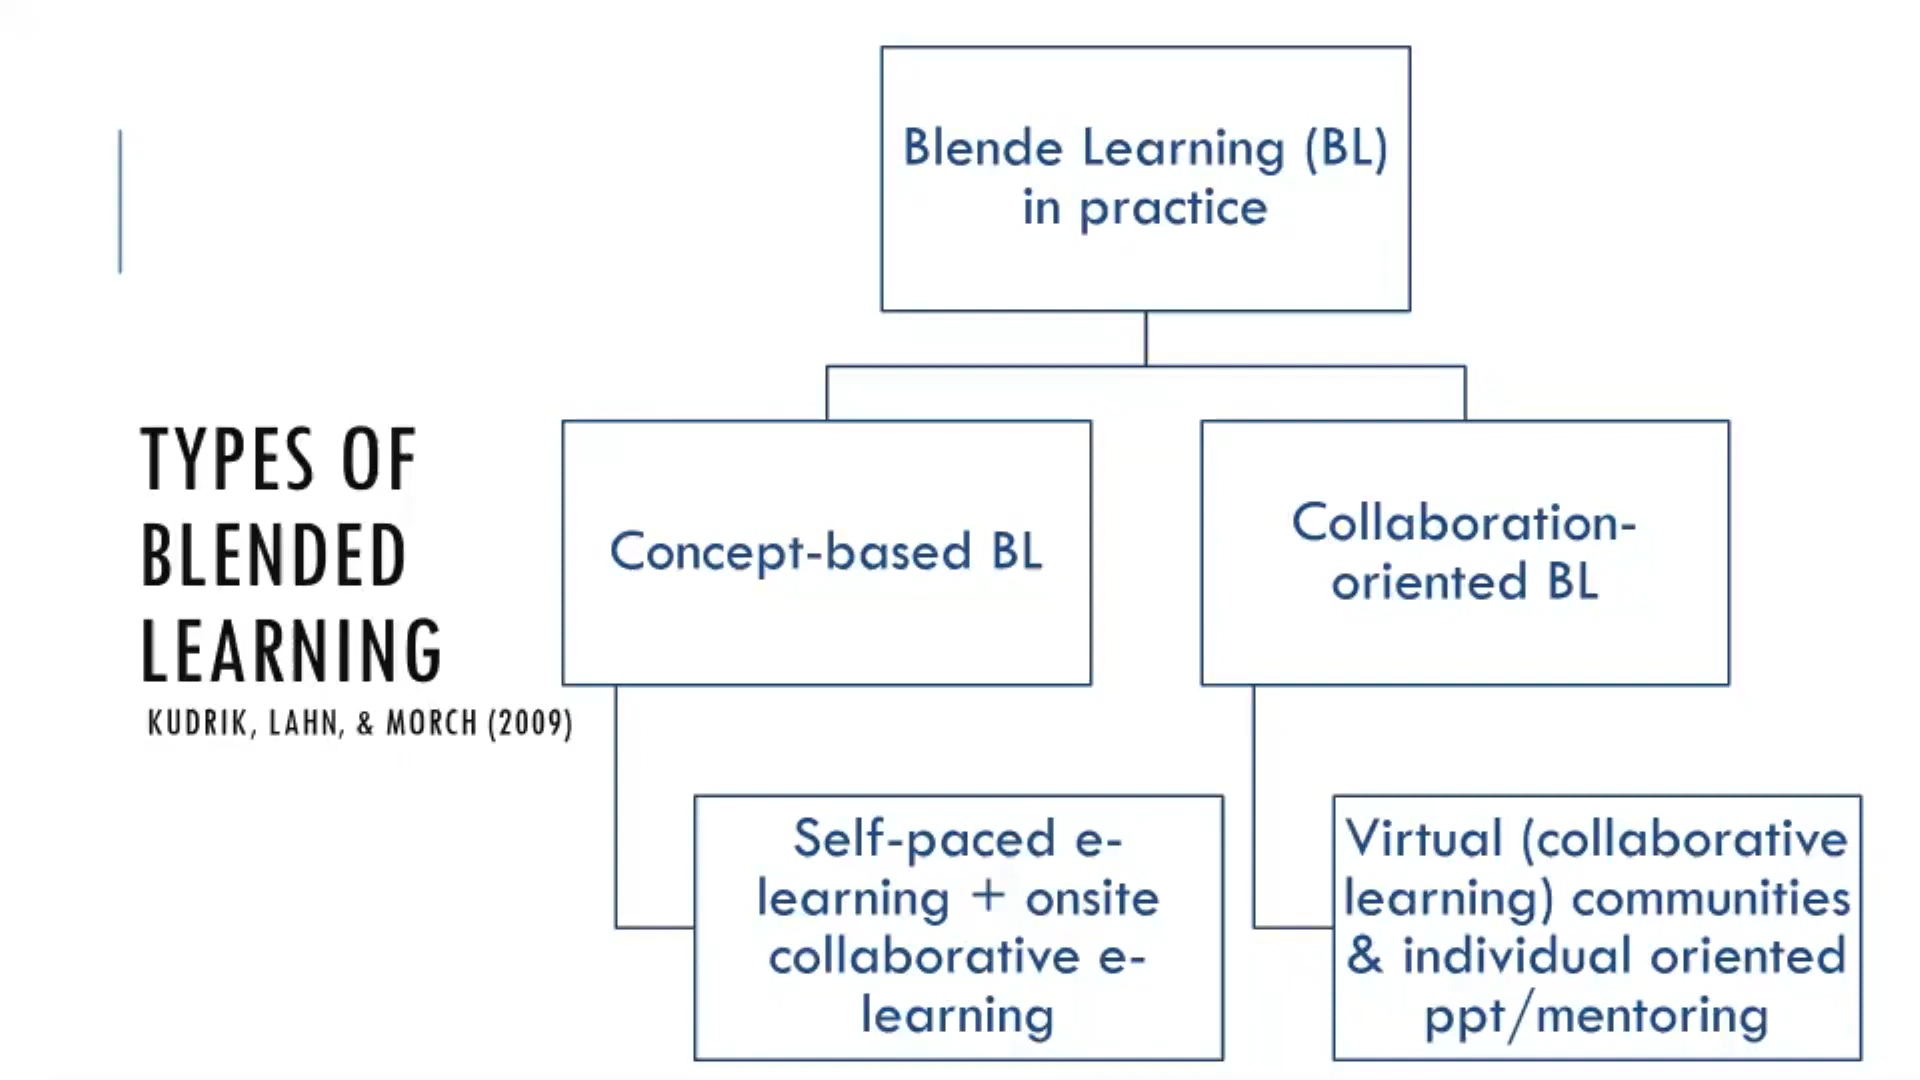 TYPES OF
BLENDED
LEARNING
KUDRIK, LAHN, & MORCH (2009)
Blende Learning (BL)
in practice
Concept-based BL
Collaboration-
oriented BL
Self-paced e-
learning + onsite
collaborative e-
learning
Virtual (collaborative
learning) communities
& individual oriented
ppt/mentoring